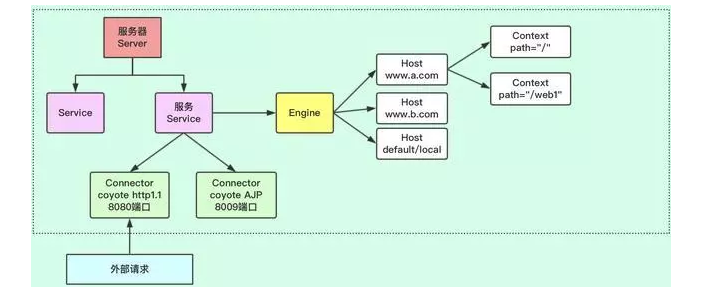 服务器
Server
Service
服务
Service
Engine
Host
www.a.com
Host
www.b.com
Host
default/local
Context
path="/"
Context
path="/web1"
Connector
coyote http1.1
8080端口
Connector
coyote AJP
8009端口
外部请求